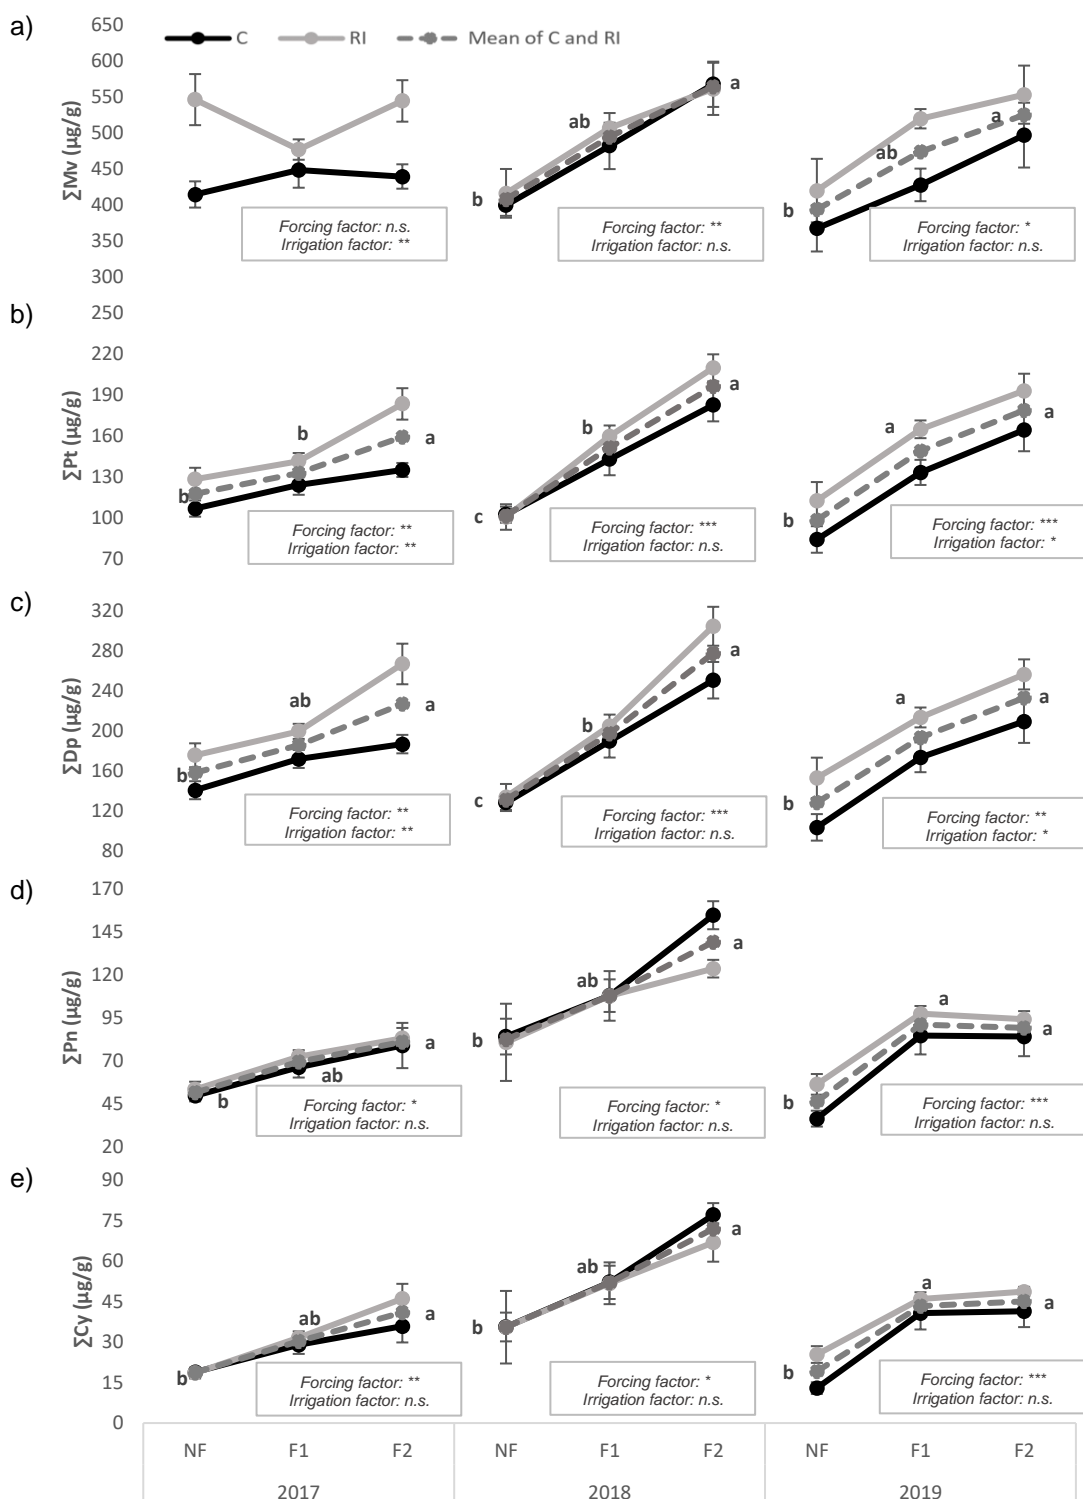 a)
C RI Mean of C and RI
∑Mv (µg/g)
650
600
550
500
450
400
350
300
b
ab
a
b
ab
a
Forcing factor: n.s.
Irrigation factor: **
Forcing factor: **
Irrigation factor: n.s.
Forcing factor: *
Irrigation factor: n.s.
b)
∑Pt (µg/g)
250
220
190
160
130
100
70
b
b
a
c
b
a
b
a
a
Forcing factor: **
Irrigation factor: **
Forcing factor: ***
Irrigation factor: n.s.
Forcing factor: ***
Irrigation factor: *
c)
∑Dp (µg/g)
320
280
240
200
160
120
80
b
ab
a
c
b
a
b
a
a
Forcing factor: **
Irrigation factor: **
Forcing factor: ***
Irrigation factor: n.s.
Forcing factor: **
Irrigation factor: *
d)
∑Pn (µg/g)
170
145
120
95
70
45
20
b
ab
a
b
ab
a
b
a
a
Forcing factor: *
Irrigation factor: n.s.
Forcing factor: *
Irrigation factor: n.s.
Forcing factor: ***
Irrigation factor: n.s.
e)
∑Cy (µg/g)
90
75
60
45
30
15
0
b
ab
a
b
ab
a
b
a
a
Forcing factor: **
Irrigation factor: n.s.
Forcing factor: *
Irrigation factor: n.s.
Forcing factor: ***
Irrigation factor: n.s.
NF F1 F2 NF F1 F2 NF F1 F2
2017 2018 2019